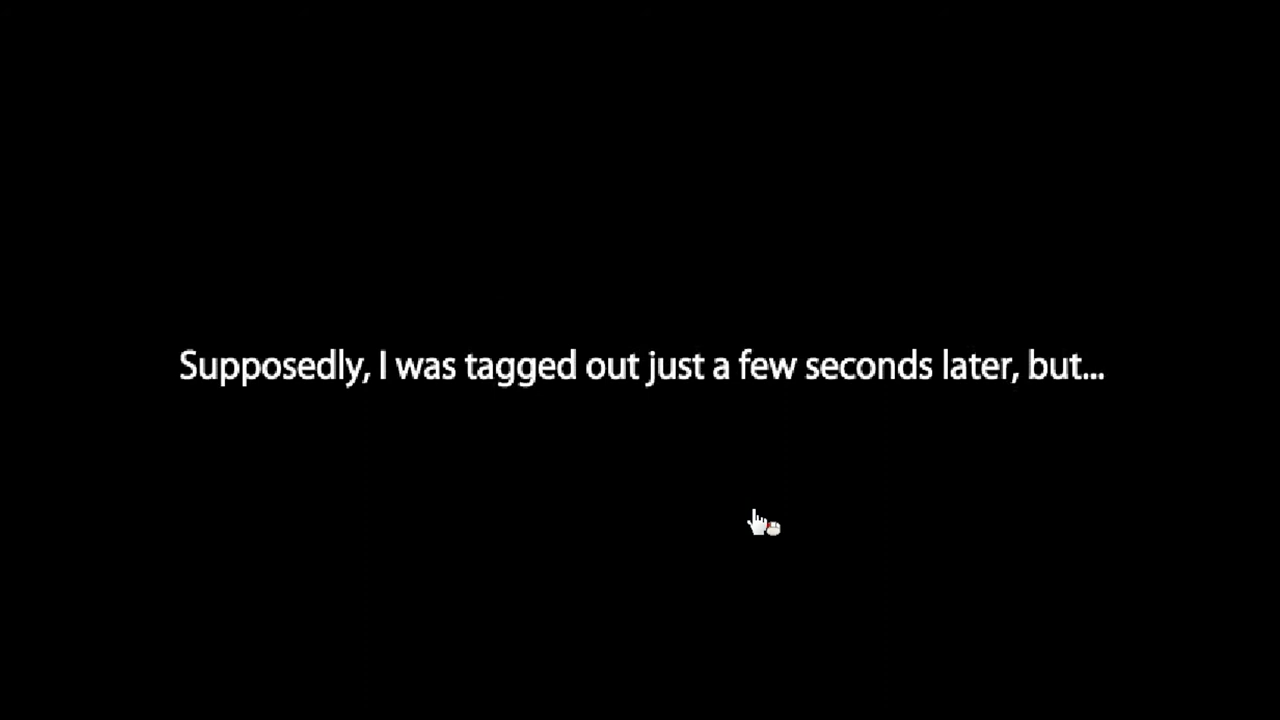 Supposedly, I was tagged out just a few seconds later, but...